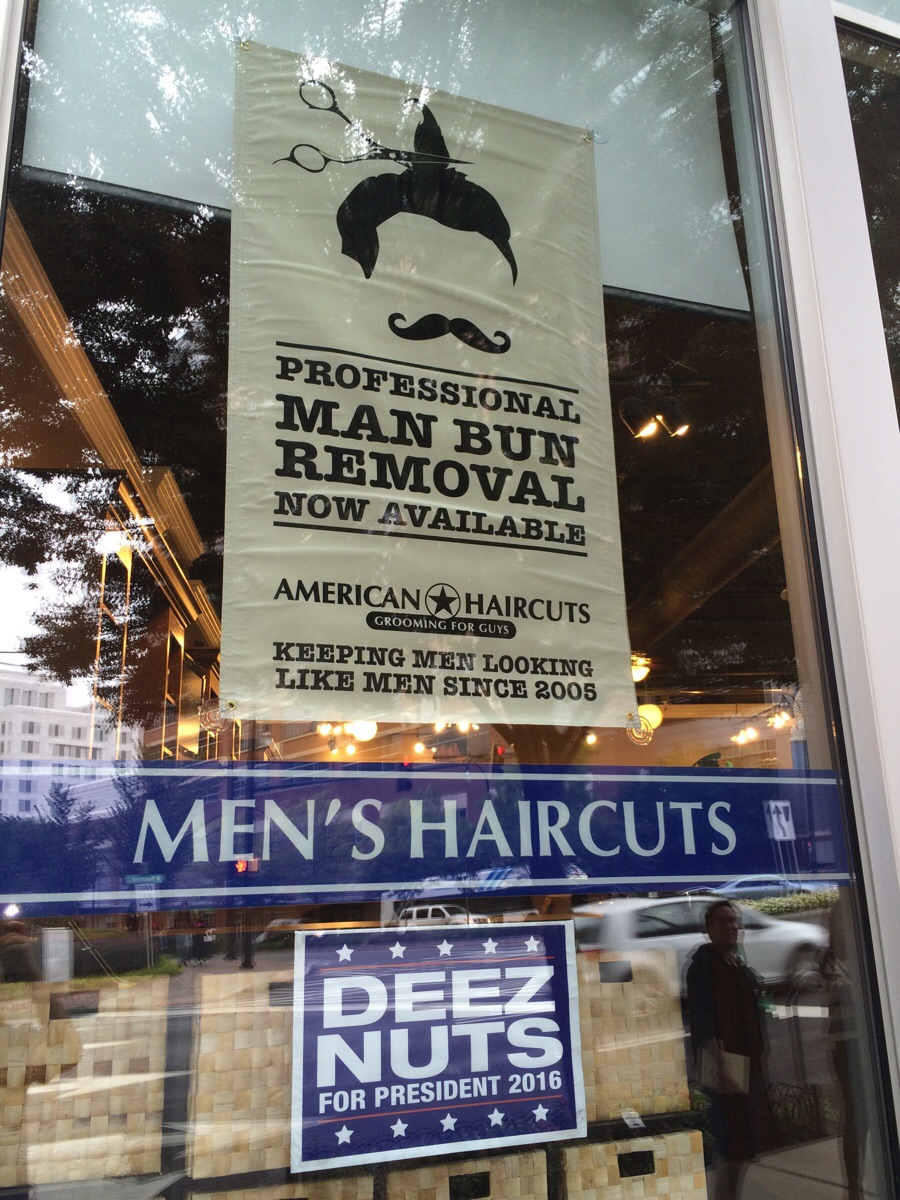 PROFESSIONAL
MAN BUN
REMOVAL
NOW AVAILABLE
AMERICAN HAIRCUTS
GROOMING FOR GUYS
KEEPING MEN LOOKING
LIKE MEN SINCE 2005
MEN'S HAIRCUTS
DEEZ
NUTS
FOR PRESIDENT 2016